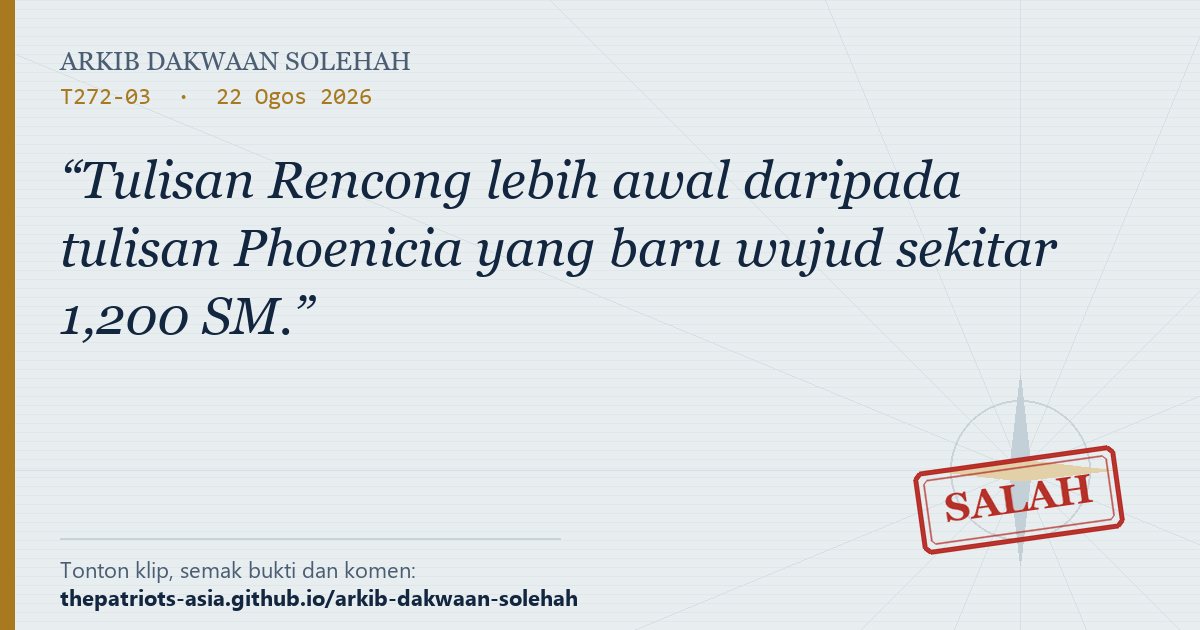 ARKIB DAKWAAN SOLEHAH
T272-03 · 22 Ogos 2026
“Tulisan Rencong lebih awal daripada
tulisan Phoenicia yang baru wujud sekitar
1,200 SM.”
SALAH
Tonton klip, semak bukti dan komen:
thepatriots-asia.github.io/arkib-dakwaan-solehah